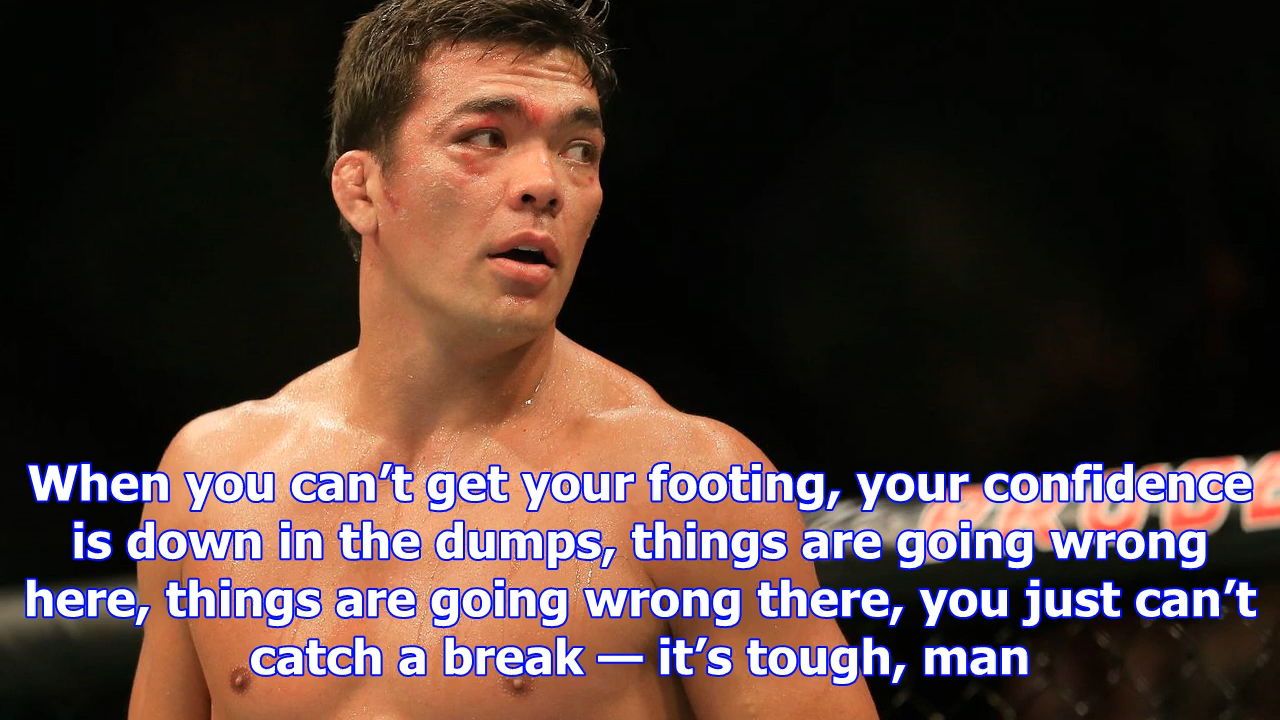 When you can’t get your footing, your confidence
is down in the dumps, things are going wrong
here, things are going wrong there, you just can’t
catch a break — it’s tough, man